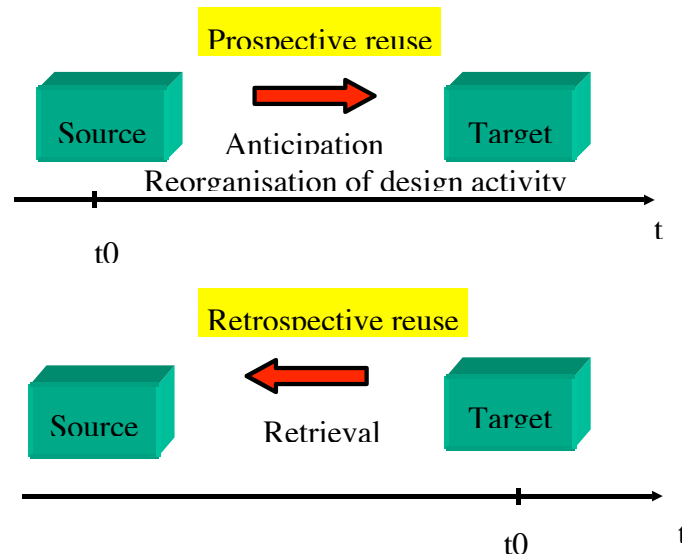 Prospective reuse
Source
Target
Anticipation
Reorganisation of design activity
t
t0
Retrospective reuse
Source
Target
Retrieval
t0
t